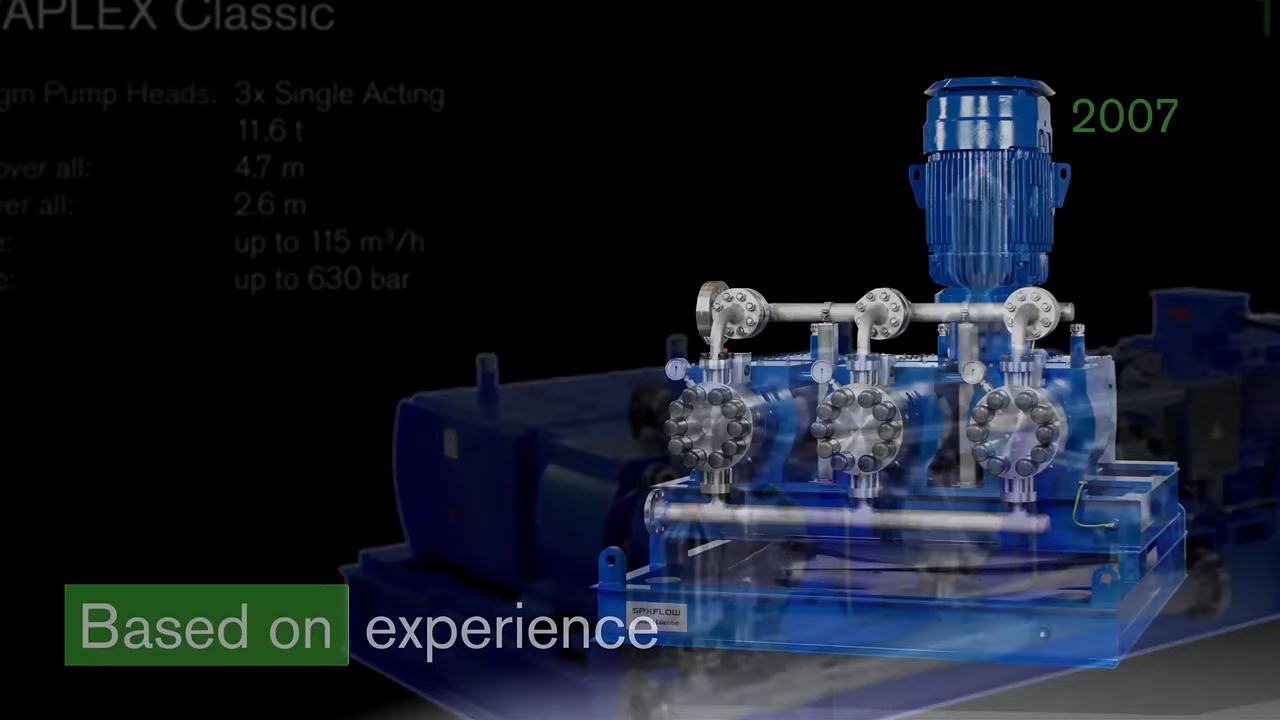 APLEX Classic
gm Pump Heads: 3x Single Acting
11.6 t
over all: 4.7 m
er all: 2.6 m
: up to 115 m³/h
e: up to 630 bar
2007
SPXFLOW
Based on experience